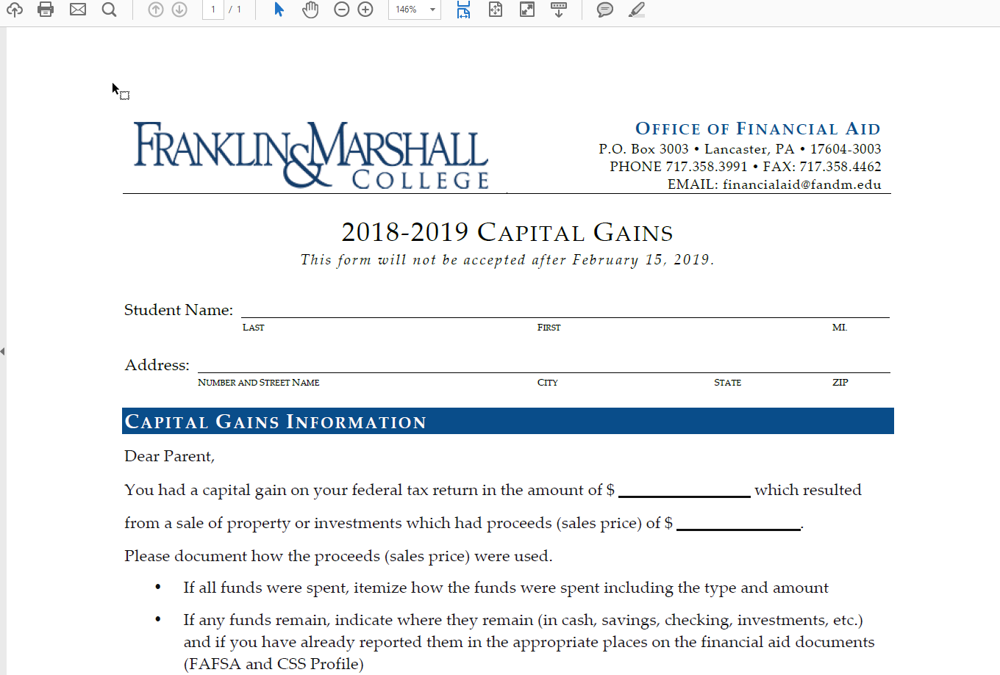 1 / 1 146%
FRANKLIN & MARSHALL
COLLEGE
OFFICE OF FINANCIAL AID
P.O. Box 3003 • Lancaster, PA • 17604-3003
PHONE 717.358.3991 • FAX: 717.358.4462
EMAIL: financialaid@fandm.edu
2018-2019 CAPITAL GAINS
This form will not be accepted after February 15, 2019.
Student Name:
LAST FIRST MI.
Address:
NUMBER AND STREET NAME CITY STATE ZIP
CAPITAL GAINS INFORMATION
Dear Parent,
You had a capital gain on your federal tax return in the amount of $ ________________ which resulted
from a sale of property or investments which had proceeds (sales price) of $ _______________.
Please document how the proceeds (sales price) were used.
• If all funds were spent, itemize how the funds were spent including the type and amount
• If any funds remain, indicate where they remain (in cash, savings, checking, investments, etc.)
and if you have already reported them in the appropriate places on the financial aid documents
(FAFSA and CSS Profile)